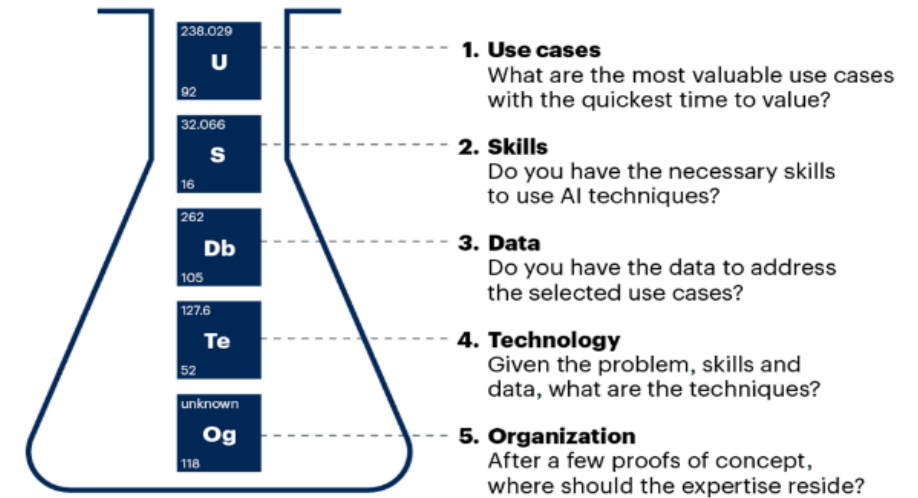 238.029
U
92
1. Use cases
What are the most valuable use cases
with the quickest time to value?
32.066
S
16
2. Skills
Do you have the necessary skills
to use AI techniques?
262
Db
105
3. Data
Do you have the data to address
the selected use cases?
127.6
Te
52
4. Technology
Given the problem, skills and
data, what are the techniques?
unknown
Og
118
5. Organization
After a few proofs of concept,
where should the expertise reside?